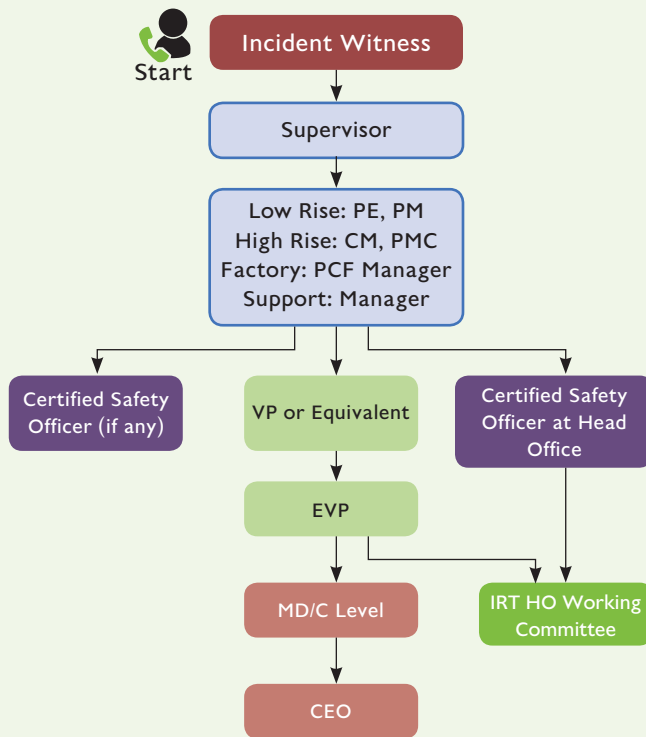 Incident Witness
Start
Supervisor
Low Rise: PE, PM
High Rise: CM, PMC
Factory: PCF Manager
Support: Manager
Certified Safety
Officer (if any)
VP or Equivalent
Certified Safety
Officer at Head
Office
EVP
MD/C Level
IRT HO Working
Committee
CEO